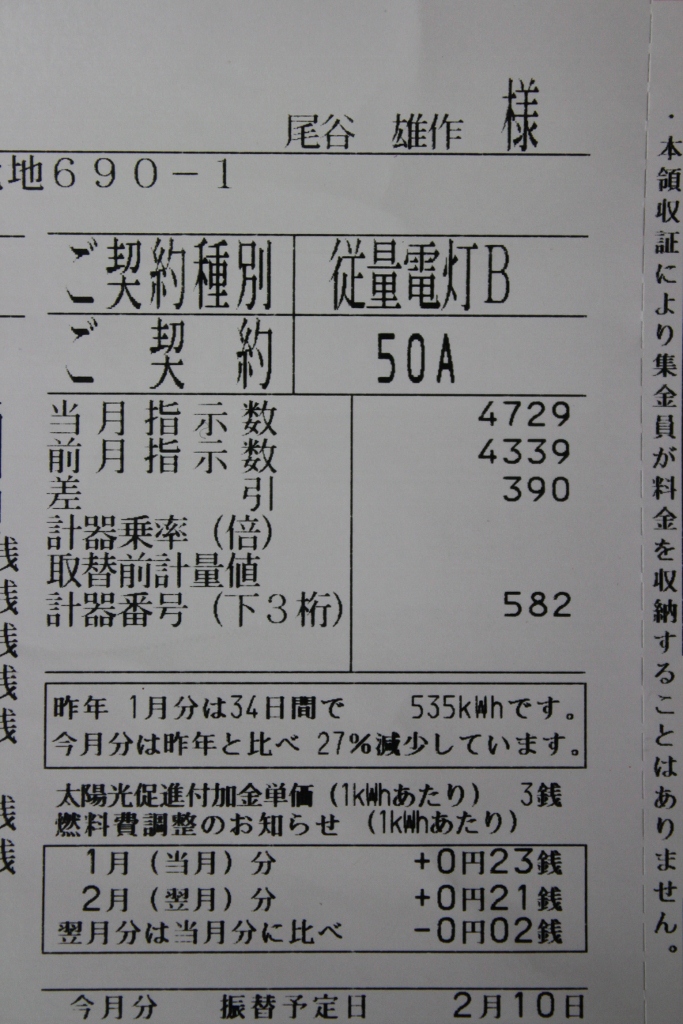 尾谷 雄作 様
地690-1
ご契約種別 従量電灯B
ご契約 50A
当月指示数 4729
前月指示数 4339
差引 390
計器乗率(倍)
取替前計量値
計器番号(下3桁) 582
昨年 1月分は34日間で 535kWhです。
今月分は昨年と比べ 27%減少しています。
太陽光促進付加金単価(1kWhあたり) 3銭
燃料費調整のお知らせ (1kWhあたり)
1月(当月)分 +0円23銭
2月(翌月)分 +0円21銭
翌月分は当月分に比べ -0円02銭
今月分 振替予定日 2月10日
銭
銭
銭
銭
銭
銭
銭
・本領収証により集金員が料金を収納することはありません。